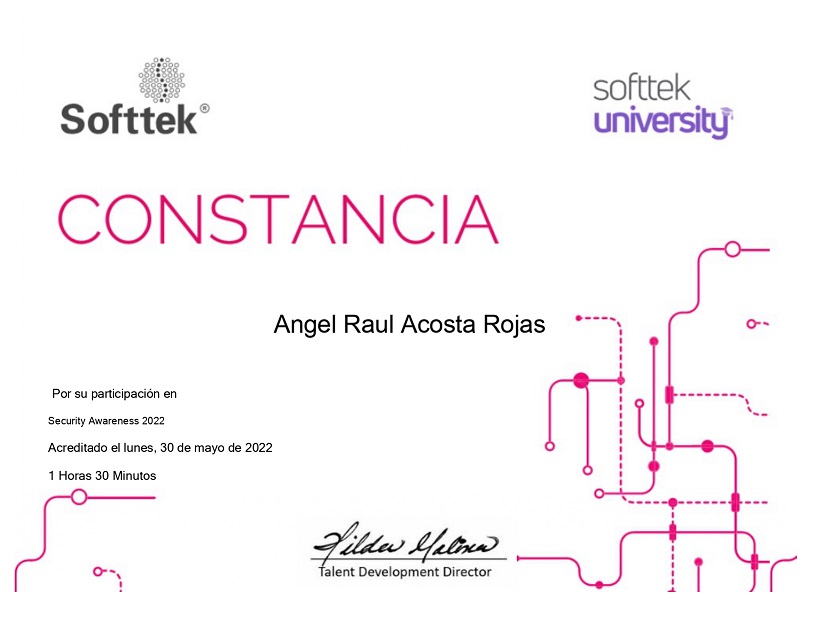 Softtek®
softtek
university
CONSTANCIA
Angel Raul Acosta Rojas
Por su participación en
Security Awareness 2022
Acreditado el lunes, 30 de mayo de 2022
1 Horas 30 Minutos
Talent Development Director